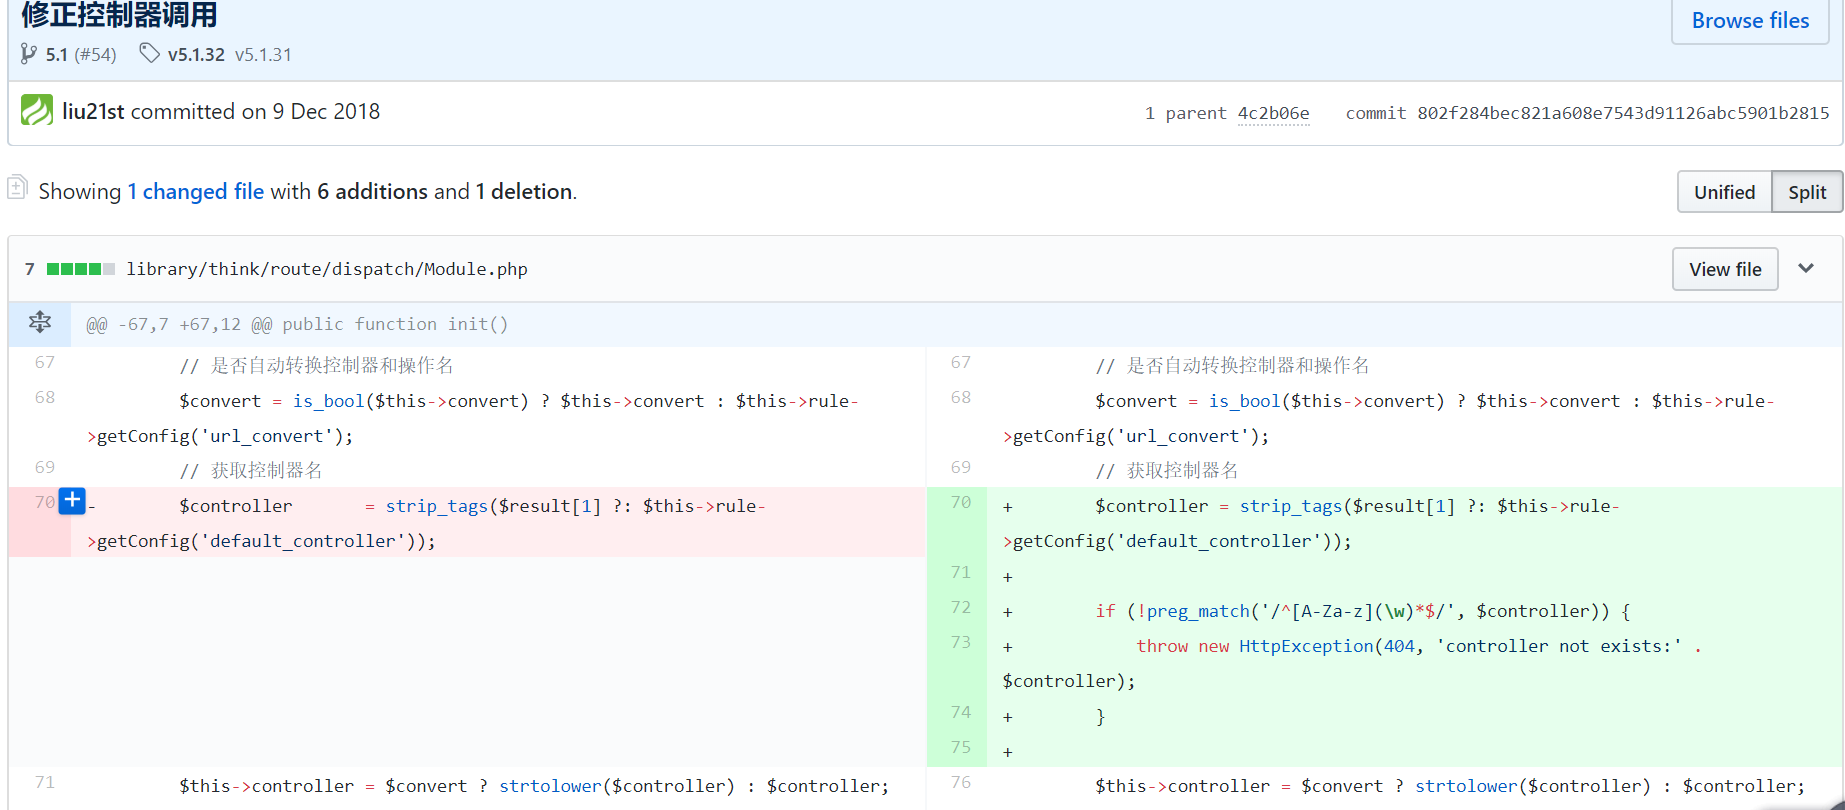 修正控制器调用
Browse files
5.1 (#54) v5.1.32 v5.1.31
liu21st committed on 9 Dec 2018
1 parent 4c2b06e commit 802f284bec821a608e7543d91126abc5901b2815
Showing 1 changed file with 6 additions and 1 deletion.
Unified Split
7 library/think/route/dispatch/Module.php
View file
@@ -67,7 +67,12 @@ public function init()
67 // 是否自动转换控制器和操作名
68 $convert = is_bool($this->convert) ? $this->convert : $this->rule-
>getConfig('url_convert');
69 // 获取控制器名
70 - $controller = strip_tags($result[1] ?: $this->rule-
>getConfig('default_controller'));
71 $this->controller = $convert ? strtolower($controller) : $controller;
67 // 是否自动转换控制器和操作名
68 $convert = is_bool($this->convert) ? $this->convert : $this->rule-
>getConfig('url_convert');
69 // 获取控制器名
70 + $controller = strip_tags($result[1] ?: $this->rule-
>getConfig('default_controller'));
71 +
72 + if (!preg_match('/^[A-Za-z](\w)*$/', $controller)) {
73 + throw new HttpException(404, 'controller not exists:' .
$controller);
74 + }
75 +
76 $this->controller = $convert ? strtolower($controller) : $controller;